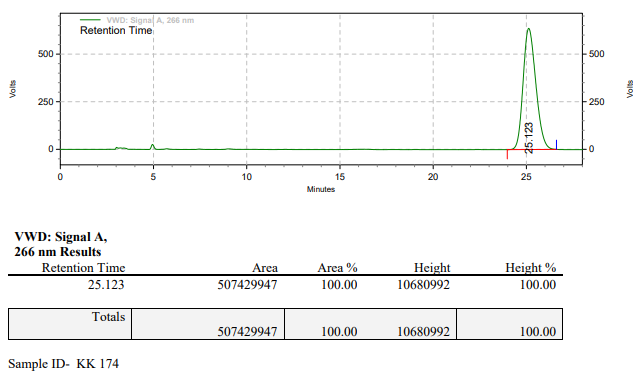 VWD: Signal A, 266 nm
Retention Time
500
250
0
Volts
500
250
0
Volts
25.123
0 5 10 15 20 25
Minutes
VWD: Signal A,
266 nm Results
Retention Time Area Area % Height Height %
25.123 507429947 100.00 10680992 100.00
Totals
507429947 100.00 10680992 100.00
Sample ID- KK 174